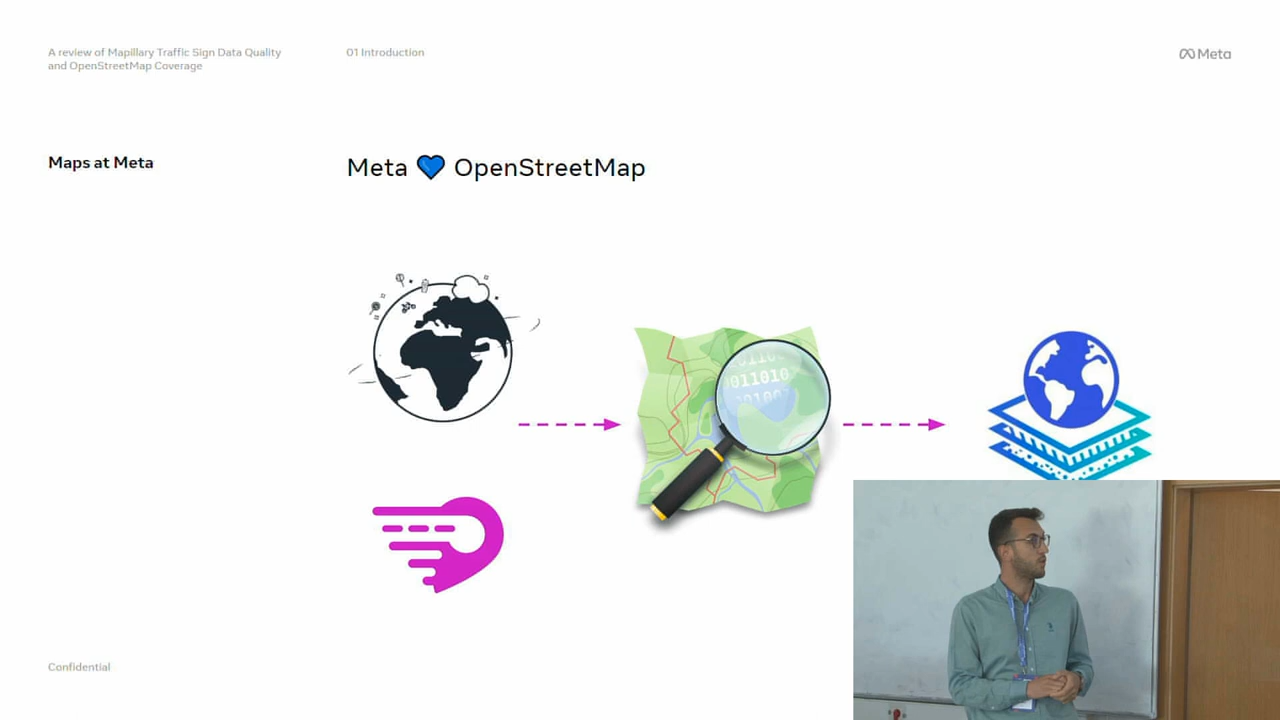 A review of Mapillary Traffic Sign Data Quality
and OpenStreetMap Coverage
01 Introduction
Meta
Maps at Meta
Meta 💙 OpenStreetMap
011010
Confidential